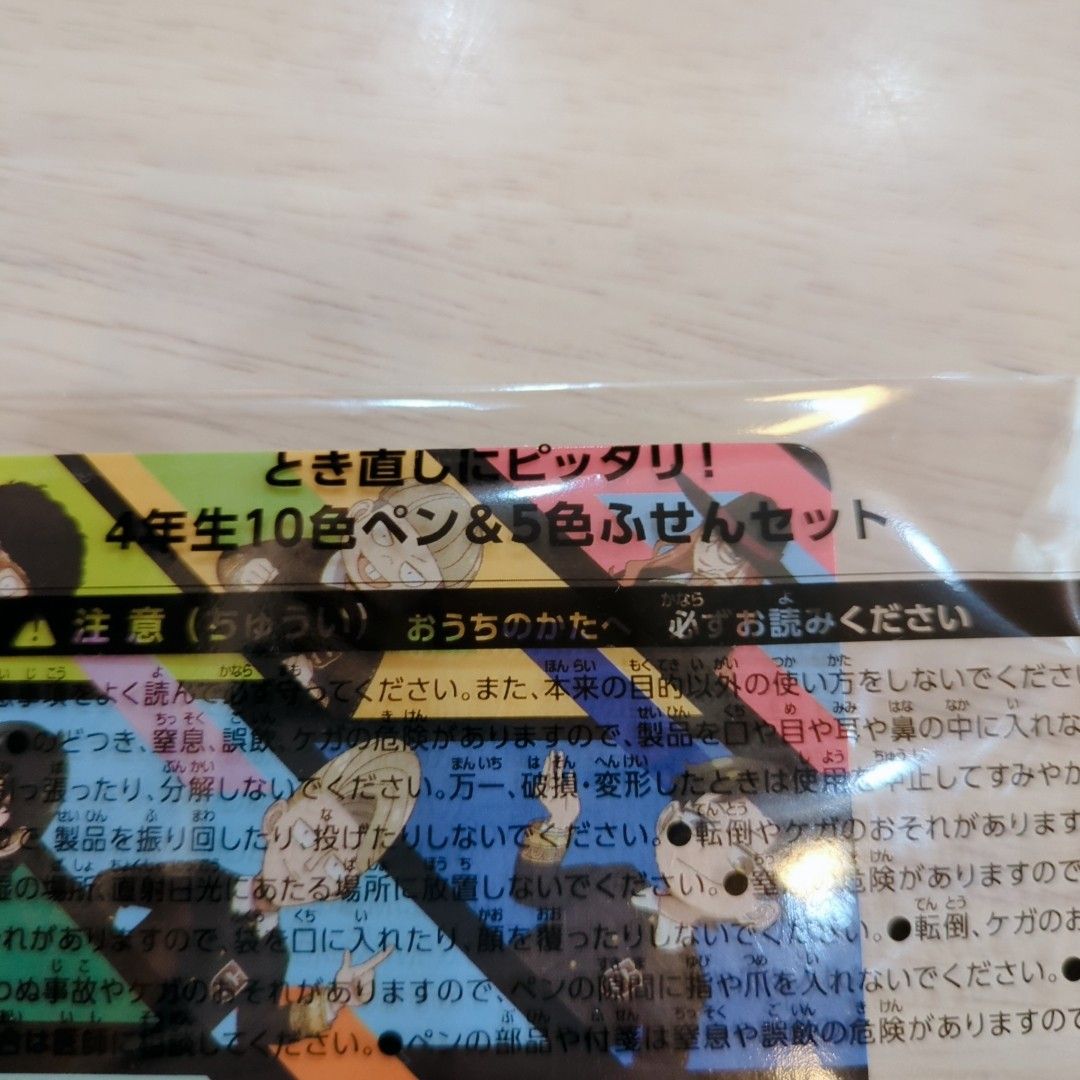 とき直しにピッタリ!
4年生10色ペン&5色ふせんセット
注意(ちゅうい) おうちのかたへ 必ずお読みください
事項をよく読んで必ず守ってください。また、本来の目的以外の使い方をしないでください
●のどつき、窒息、誤飲、ケガの危険がありますので、製品を口や目や耳や鼻の中に入れな
引っ張ったり、分解しないでください。万一、破損・変形したときは使用を中止してすみやか
製品を振り回したり、投げたりしないでください。●転倒やケガのおそれがあります
の場所、直射日光にあたる場所に放置しないでください。●窒息の危険がありますので
れがありますので、袋を口に入れたり、顔を覆ったりしないでください。●転倒、ケガのお
つぬ事故やケガのおそれがありますので、ペンの隙間に指や爪を入れないでください。●
は医師に相談してください。●ペンの部品や付箋は窒息や誤飲の危険がありますので